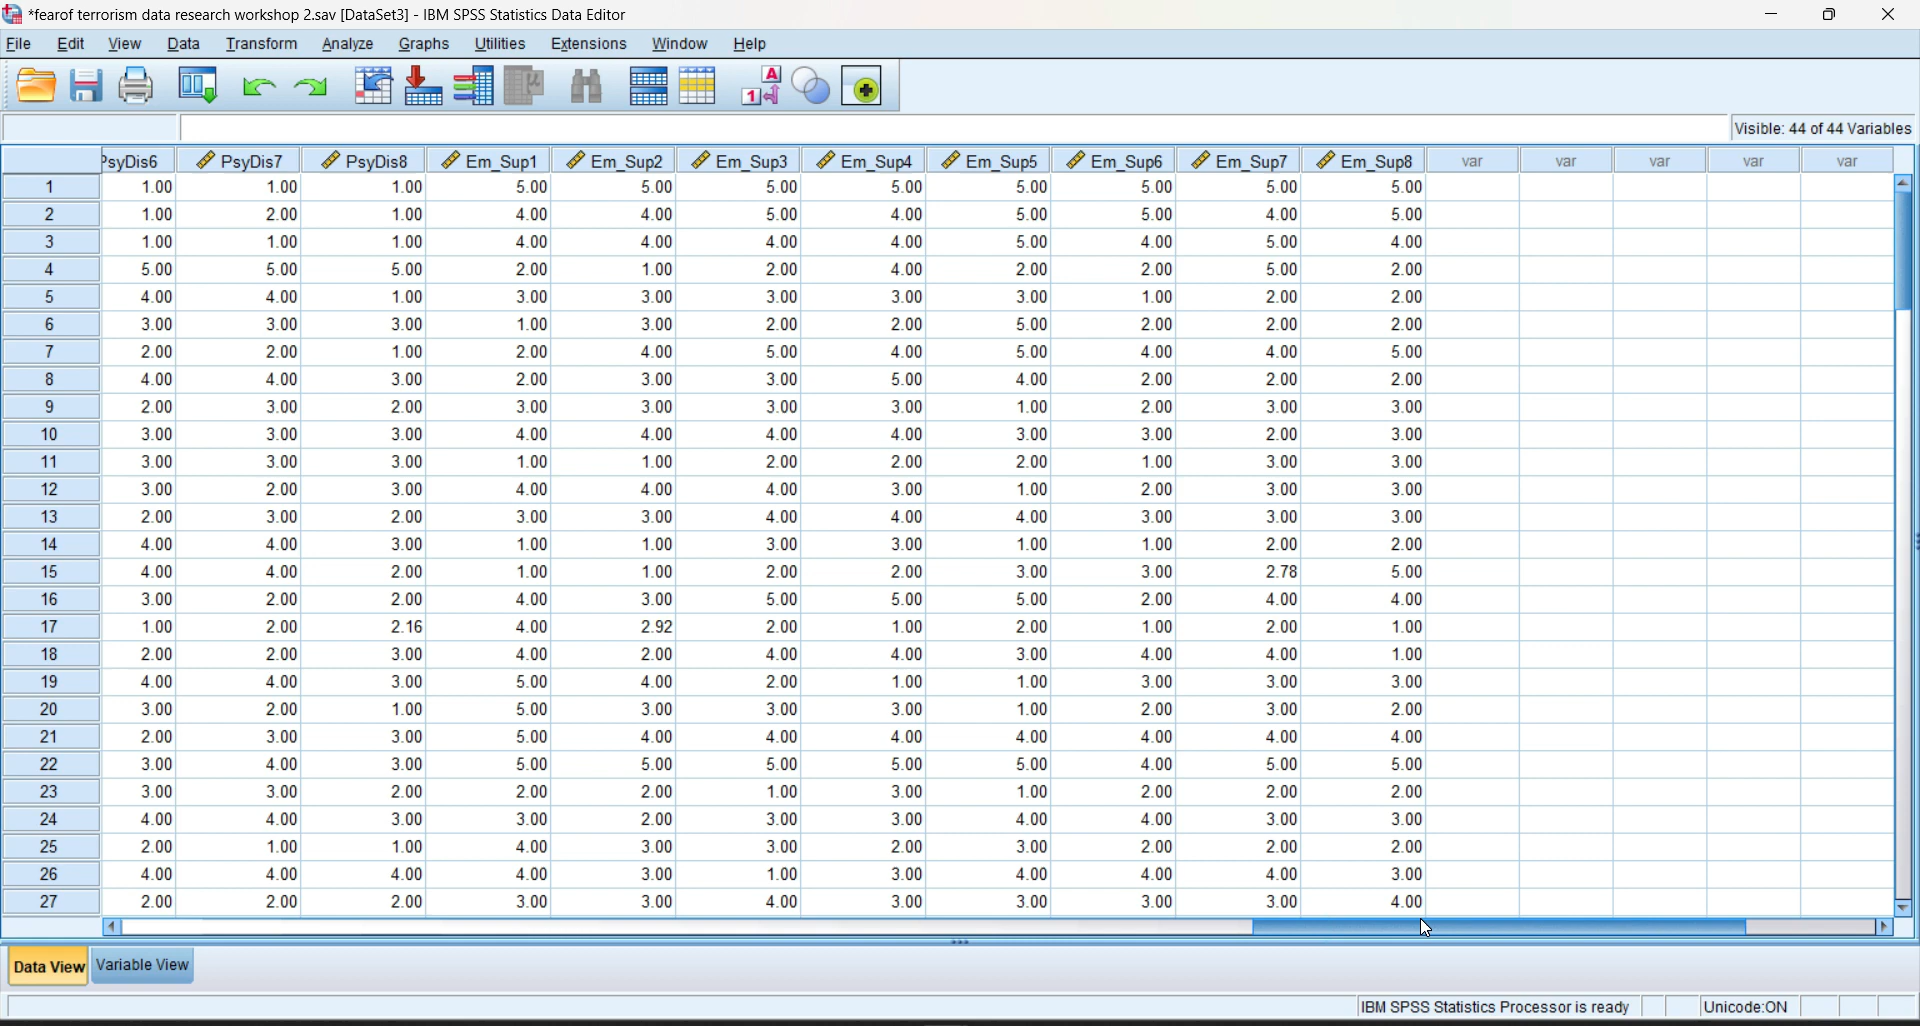 *fearof terrorism data research workshop 2.sav [DataSet3] - IBM SPSS Statistics Data Editor
File Edit View Data Transform Analyze Graphs Utilities Extensions Window Help
Visible: 44 of 44 Variables
PsyDis6 PsyDis7 PsyDis8 Em_Sup1 Em_Sup2 Em_Sup3 Em_Sup4 Em_Sup5 Em_Sup6 Em_Sup7 Em_Sup8 var var var var var
1 1.00 1.00 1.00 5.00 5.00 5.00 5.00 5.00 5.00 5.00 5.00
2 1.00 2.00 1.00 4.00 4.00 5.00 4.00 5.00 5.00 4.00 5.00
3 1.00 1.00 1.00 4.00 4.00 4.00 4.00 5.00 4.00 5.00 4.00
4 5.00 5.00 5.00 2.00 1.00 2.00 4.00 2.00 2.00 5.00 2.00
5 4.00 4.00 1.00 3.00 3.00 3.00 3.00 3.00 1.00 2.00 2.00
6 3.00 3.00 3.00 1.00 3.00 2.00 2.00 5.00 2.00 2.00 2.00
7 2.00 2.00 1.00 2.00 4.00 5.00 4.00 5.00 4.00 4.00 5.00
8 4.00 4.00 3.00 2.00 3.00 3.00 5.00 4.00 2.00 2.00 2.00
9 2.00 3.00 2.00 3.00 3.00 3.00 3.00 1.00 2.00 3.00 3.00
10 3.00 3.00 3.00 4.00 4.00 4.00 4.00 3.00 3.00 2.00 3.00
11 3.00 3.00 3.00 1.00 1.00 2.00 2.00 2.00 1.00 3.00 3.00
12 3.00 2.00 3.00 4.00 4.00 4.00 3.00 1.00 2.00 3.00 3.00
13 2.00 3.00 2.00 3.00 3.00 4.00 4.00 4.00 3.00 3.00 3.00
14 4.00 4.00 3.00 1.00 1.00 3.00 3.00 1.00 1.00 2.00 2.00
15 4.00 4.00 2.00 1.00 1.00 2.00 2.00 3.00 3.00 2.78 5.00
16 3.00 2.00 2.00 4.00 3.00 5.00 5.00 5.00 2.00 4.00 4.00
17 1.00 2.00 2.16 4.00 2.92 2.00 1.00 2.00 1.00 2.00 1.00
18 2.00 2.00 3.00 4.00 2.00 4.00 4.00 3.00 4.00 4.00 1.00
19 4.00 4.00 3.00 5.00 4.00 2.00 1.00 1.00 3.00 3.00 3.00
20 3.00 2.00 1.00 5.00 3.00 3.00 3.00 1.00 2.00 3.00 2.00
21 2.00 3.00 3.00 5.00 4.00 4.00 4.00 4.00 4.00 4.00 4.00
22 3.00 4.00 3.00 5.00 5.00 5.00 5.00 5.00 4.00 5.00 5.00
23 3.00 3.00 2.00 2.00 2.00 1.00 3.00 1.00 2.00 2.00 2.00
24 4.00 4.00 3.00 3.00 2.00 3.00 3.00 4.00 4.00 3.00 3.00
25 2.00 1.00 1.00 4.00 3.00 3.00 2.00 3.00 2.00 2.00 2.00
26 4.00 4.00 4.00 4.00 3.00 1.00 3.00 4.00 4.00 4.00 3.00
27 2.00 2.00 2.00 3.00 3.00 4.00 3.00 3.00 3.00 3.00 4.00
Data View Variable View
IBM SPSS Statistics Processor is ready Unicode:ON